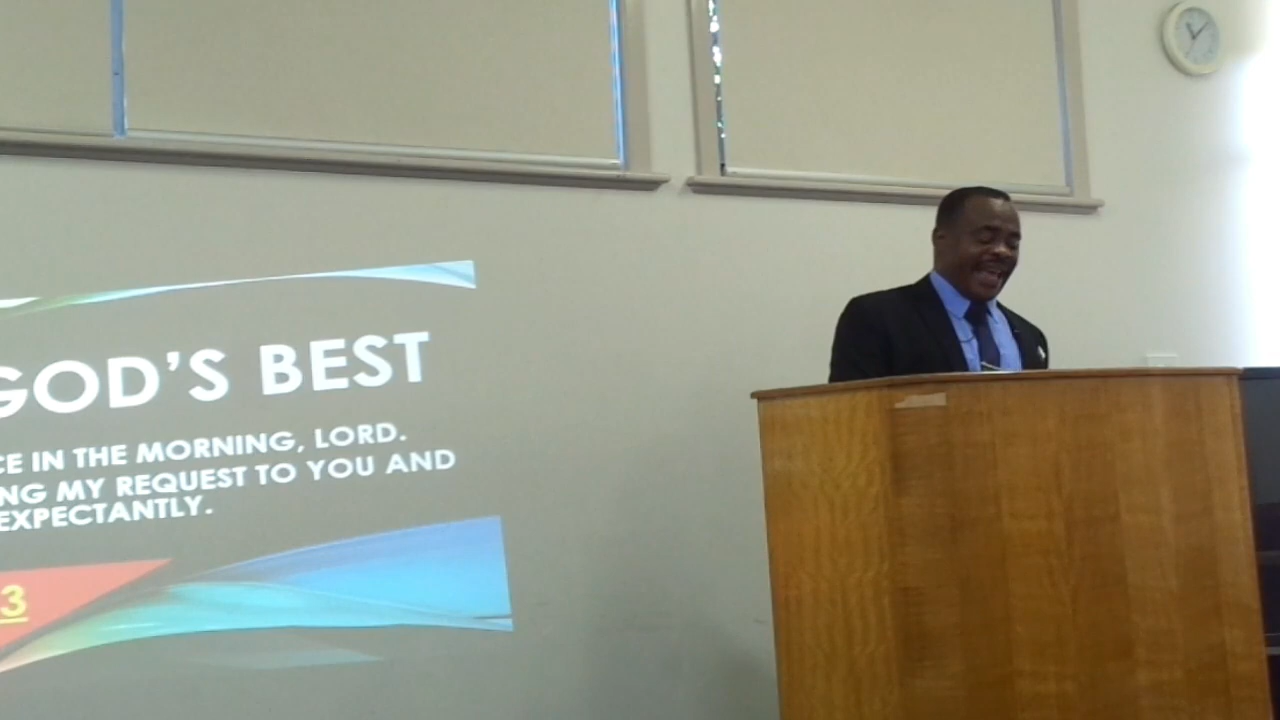 GOD'S BEST
CE IN THE MORNING, LORD.
NG MY REQUEST TO YOU AND
EXPECTANTLY.
3